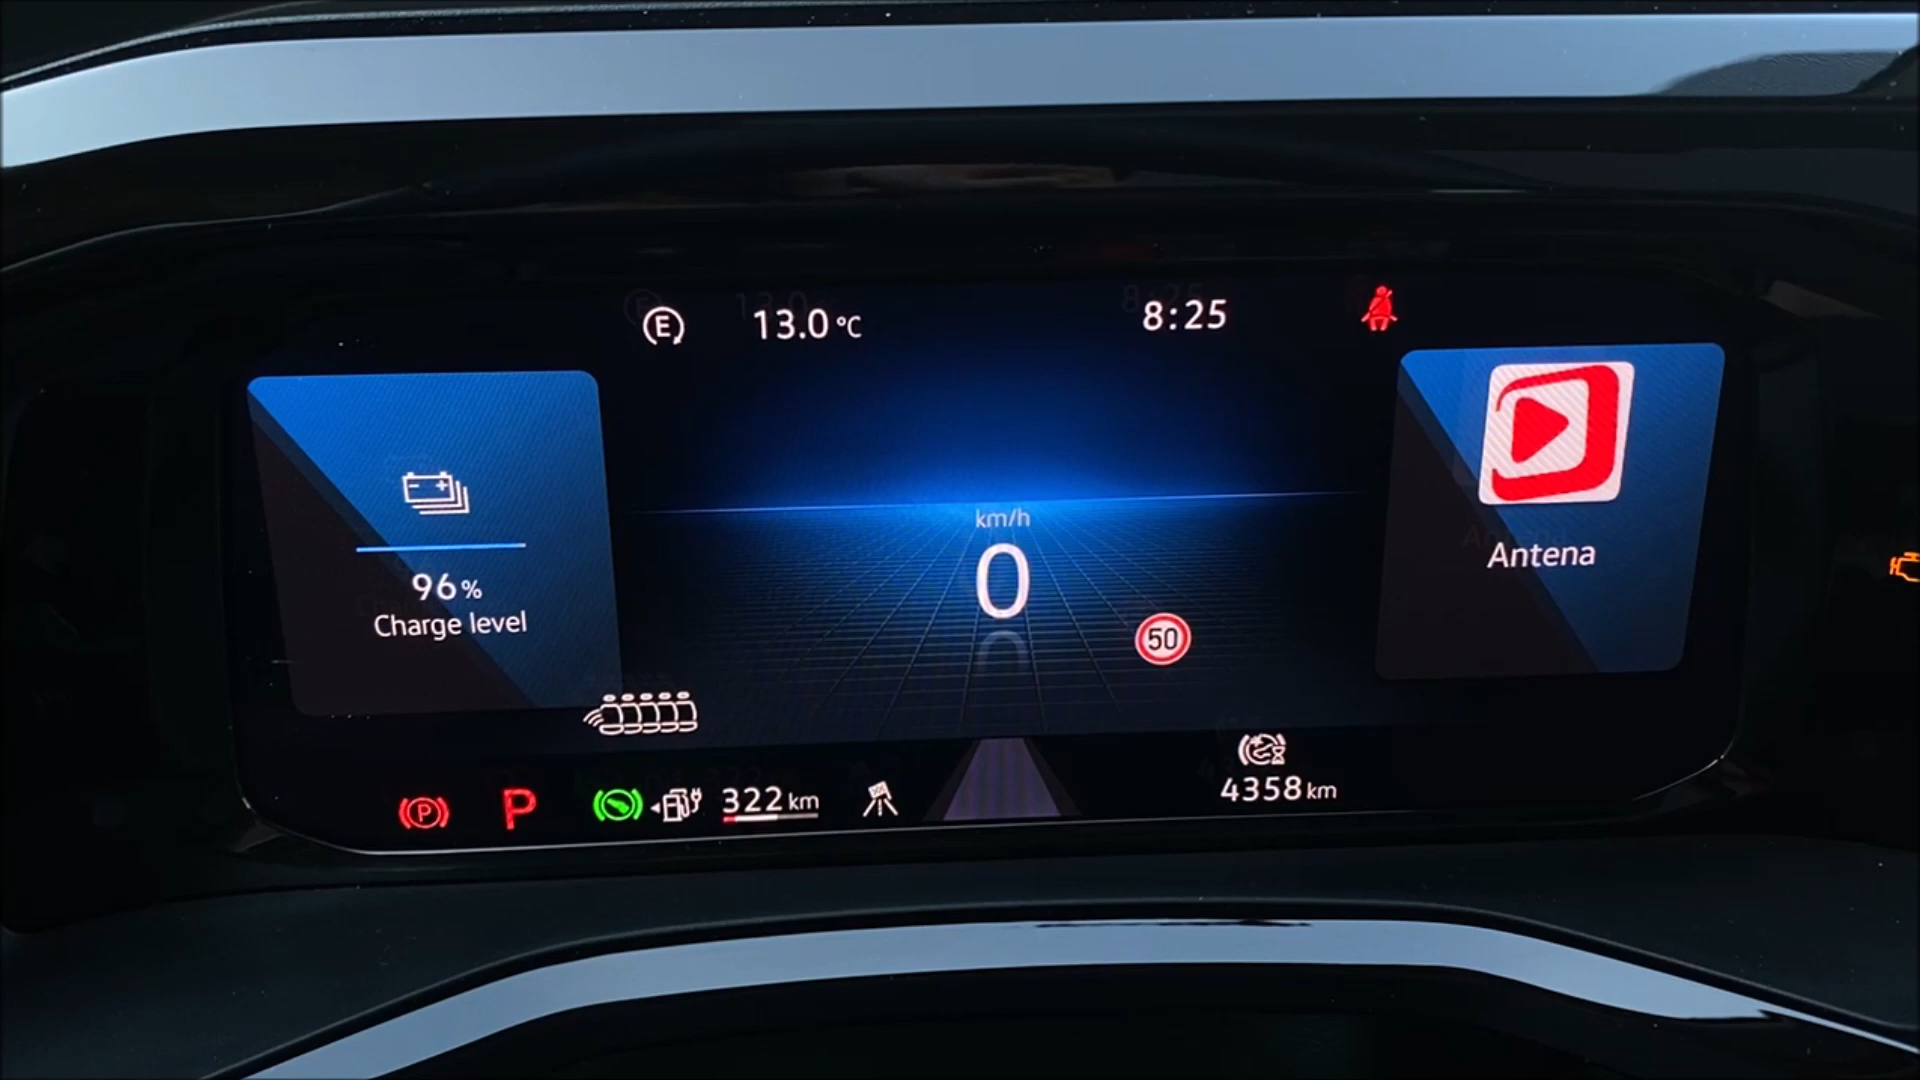 E
13.0 °C
8:25
96 %
Charge level
km/h
0
50
Antena
P
P
322 km
4358 km